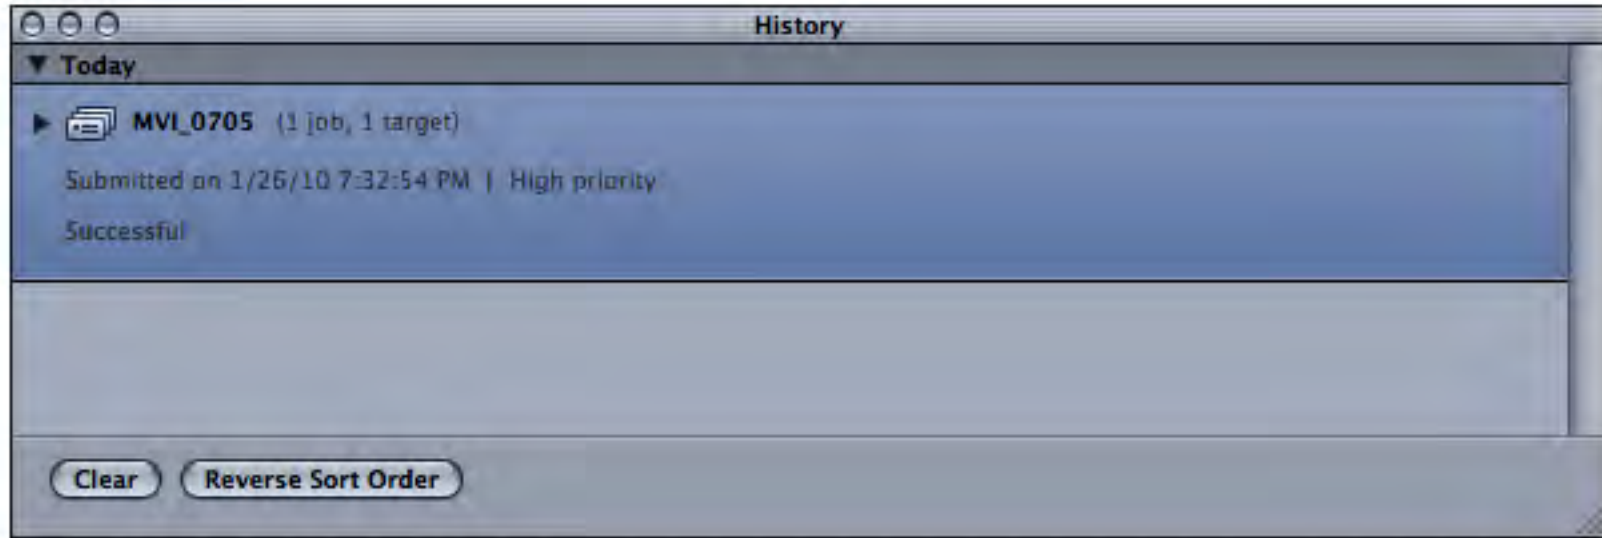 History
Today
MVI_0705 (1 job, 1 target)
Submitted on 1/26/10 7:32:54 PM | High priority
Successful
Clear Reverse Sort Order